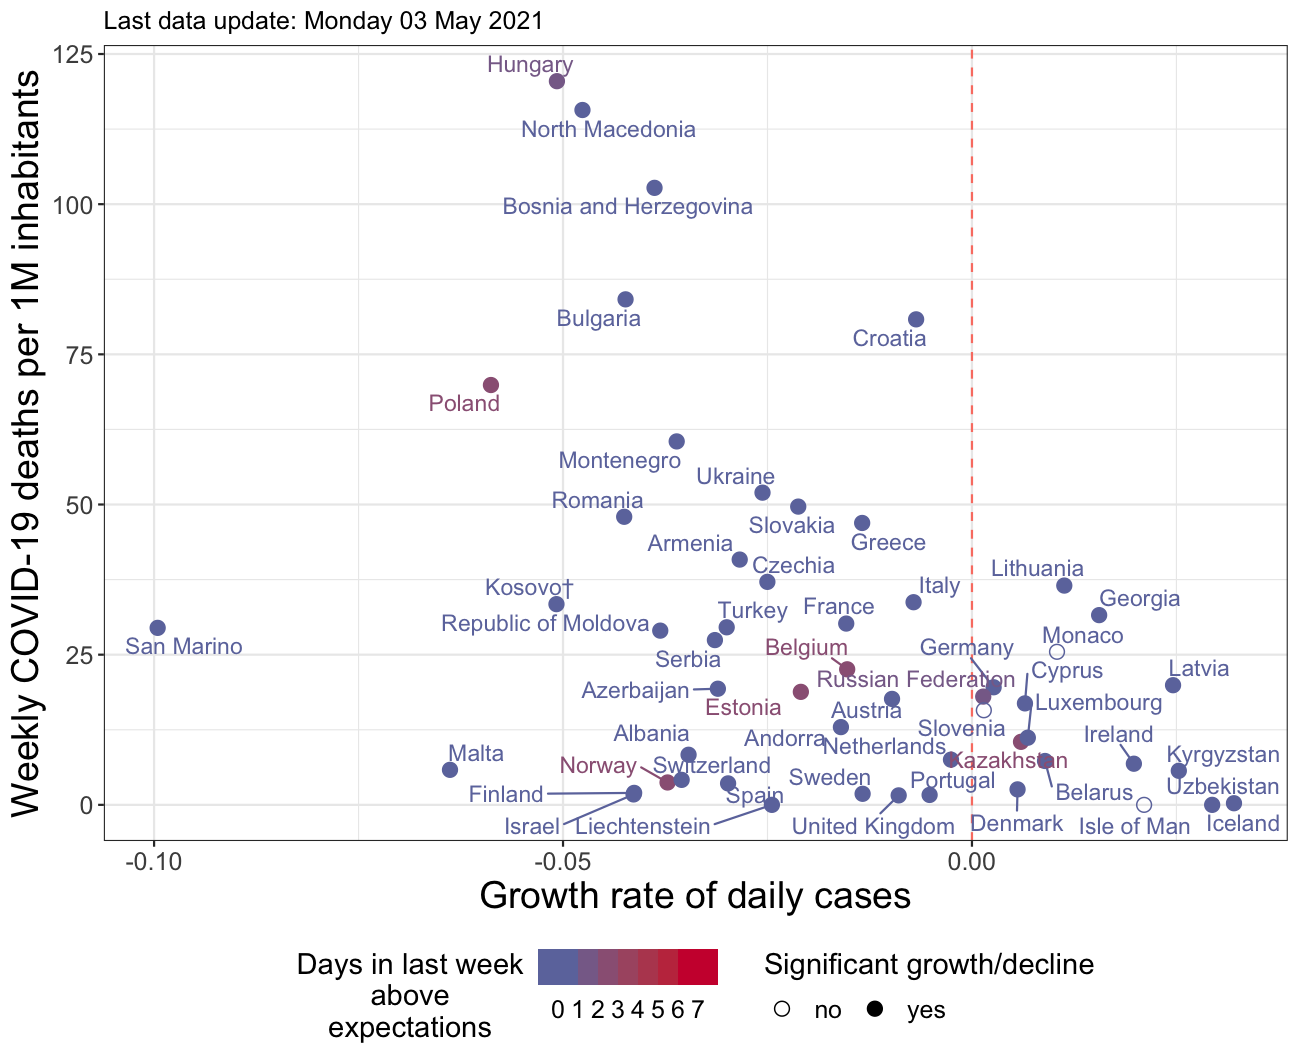 Last data update: Monday 03 May 2021
Weekly COVID-19 deaths per 1M inhabitants
125
100
75
50
25
0
Hungary
North Macedonia
Bosnia and Herzegovina
Bulgaria
Croatia
Poland
Montenegro
Ukraine
Romania
Slovakia
Armenia
Greece
Czechia
Lithuania
Kosovo†
Italy
Georgia
Turkey
France
Republic of Moldova
Monaco
San Marino
Belgium
Germany
Serbia
Cyprus
Latvia
Russian Federation
Azerbaijan
Luxembourg
Estonia
Austria
Slovenia
Albania
Andorra
Ireland
Netherlands
Malta
Kyrgyzstan
Norway
Switzerland
Kazakhstan
Sweden
Portugal
Uzbekistan
Finland
Spain
Belarus
Israel
Liechtenstein
United Kingdom
Denmark
Isle of Man
Iceland
-0.10
-0.05
0.00
Growth rate of daily cases
Days in last week
above
expectations
0 1 2 3 4 5 6 7
Significant growth/decline
no
yes